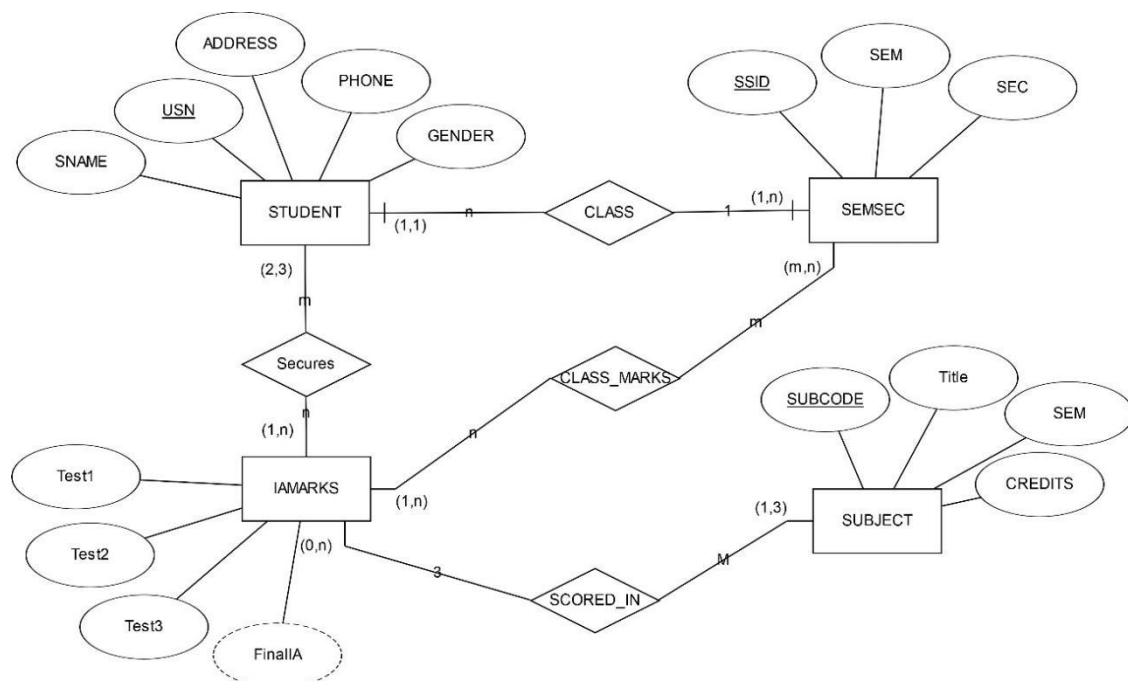 ADDRESS
SEM
PHONE
SSID
SEC
USN
GENDER
SNAME
STUDENT
n
CLASS
1
(1,n)
SEMSEC
(1,1)
(2,3)
(m,n)
m
m
Secures
CLASS_MARKS
Title
SUBCODE
SEM
n
(1,n)
n
Test1
IAMARKS
CREDITS
(1,n)
(1,3)
SUBJECT
Test2
(0,n)
M
3
SCORED_IN
Test3
FinalIA